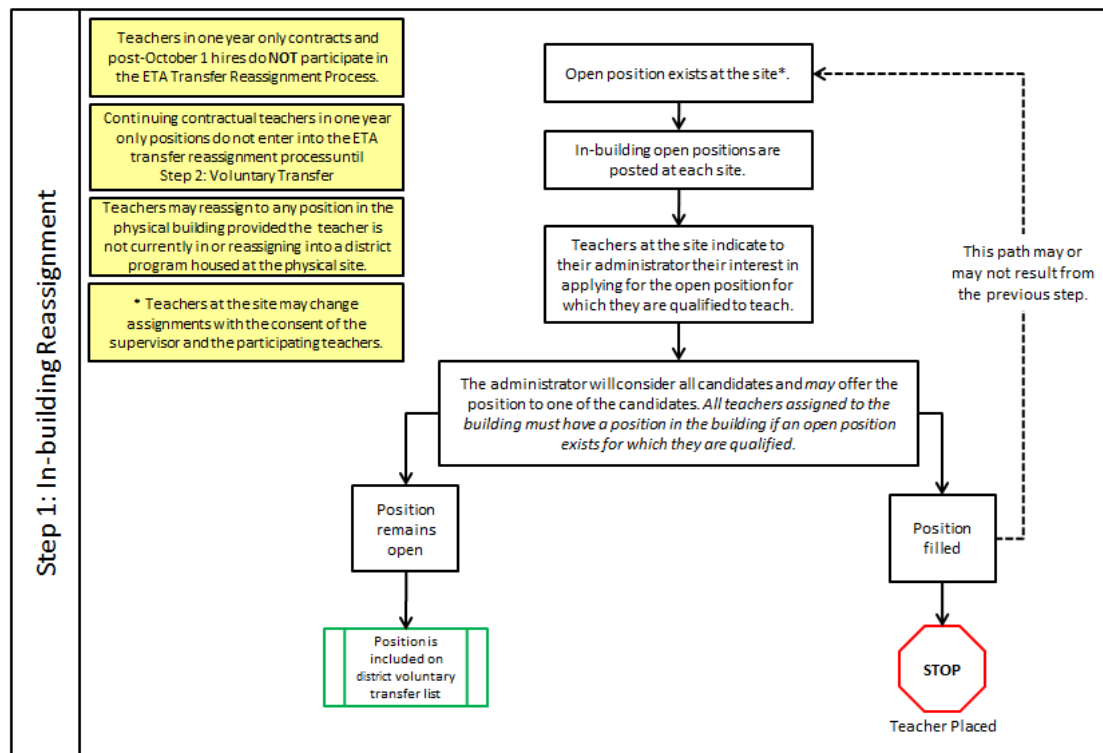 Step 1: In-building Reassignment
Teachers in one year only contracts and
post-October 1 hires do NOT participate in
the ETA Transfer Reassignment Process.
Continuing contractual teachers in one year
only positions do not enter into the ETA
transfer reassignment process until
Step 2: Voluntary Transfer
Teachers may reassign to any position in the
physical building provided the teacher is
not currently in or reassigning into a district
program housed at the physical site.
* Teachers at the site may change
assignments with the consent of the
supervisor and the participating teachers.
Open position exists at the site*.
In-building open positions are
posted at each site.
Teachers at the site indicate to
their administrator their interest in
applying for the open position for
which they are qualified to teach.
This path may or
may not result from
the previous step.
The administrator will consider all candidates and may offer the
position to one of the candidates. All teachers assigned to the
building must have a position in the building if an open position
exists for which they are qualified.
Position
remains
open
Position
filled
Position is
included on
district voluntary
transfer list
STOP
Teacher Placed